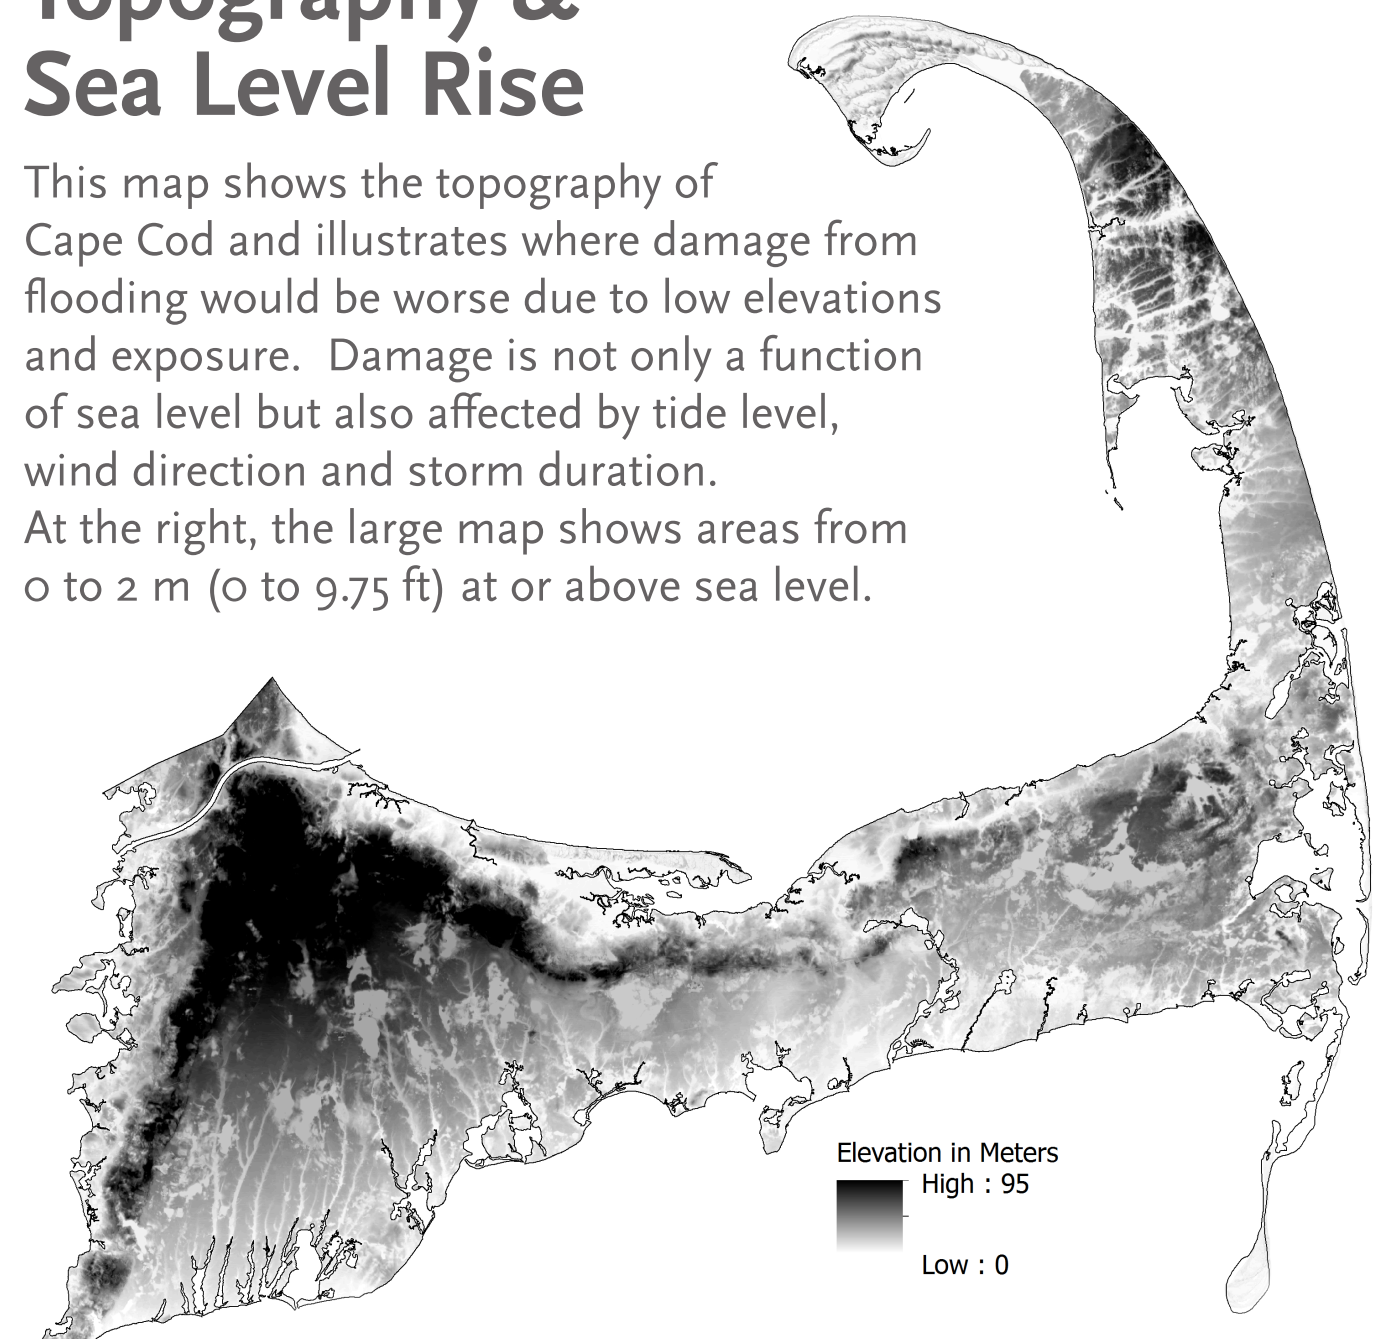 Topography &
Sea Level Rise
This map shows the topography of
Cape Cod and illustrates where damage from
flooding would be worse due to low elevations
and exposure.  Damage is not only a function
of sea level but also affected by tide level,
wind direction and storm duration.
At the right, the large map shows areas from
0 to 2 m (0 to 9.75 ft) at or above sea level.
Elevation in Meters
High : 95
Low : 0